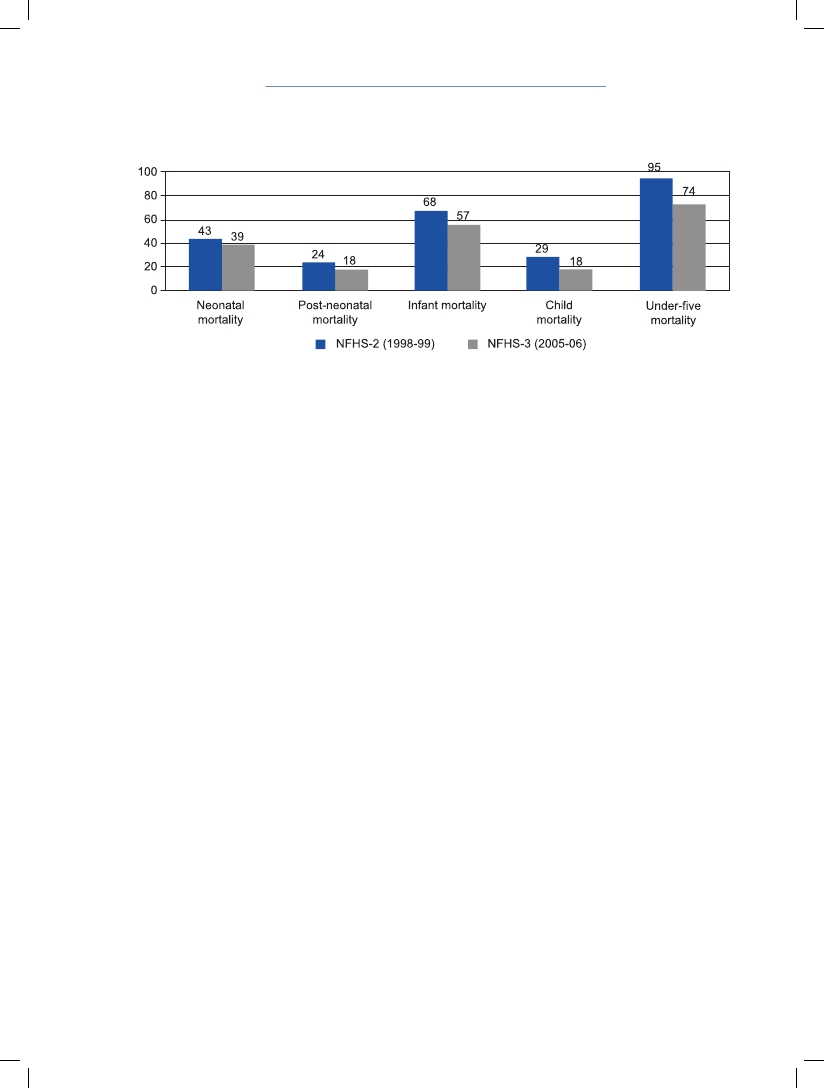 95
100
74
80
68
57
60
43
39
40
29
24
18
18
20
0
Neonatal
mortality
Post-neonatal
mortality
Infant mortality
Child
mortality
Under-five
mortality
NFHS-2 (1998-99)
NFHS-3 (2005-06)